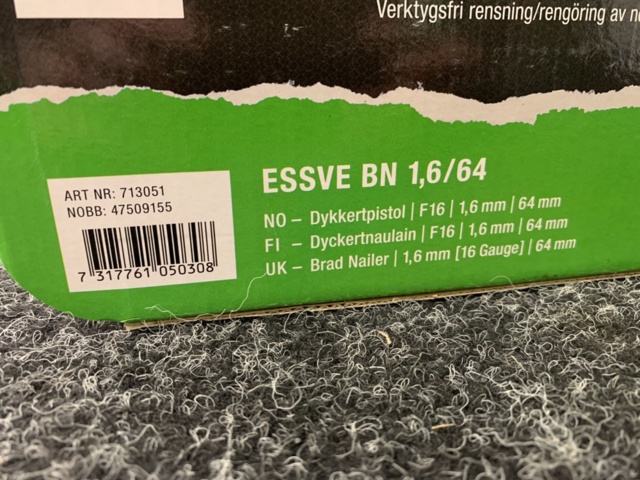 Verktygsfri rensning/rengöring av
ART NR: 713051
NOBB: 47509155
7 317761 050308
ESSVE BN 1,6/64
NO – Dykkertpistol | F16 | 1,6 mm | 64 mm
FI – Dyckertnaulain | F16 | 1,6 mm | 64 mm
UK – Brad Nailer | 1,6 mm [16 Gauge] | 64 mm